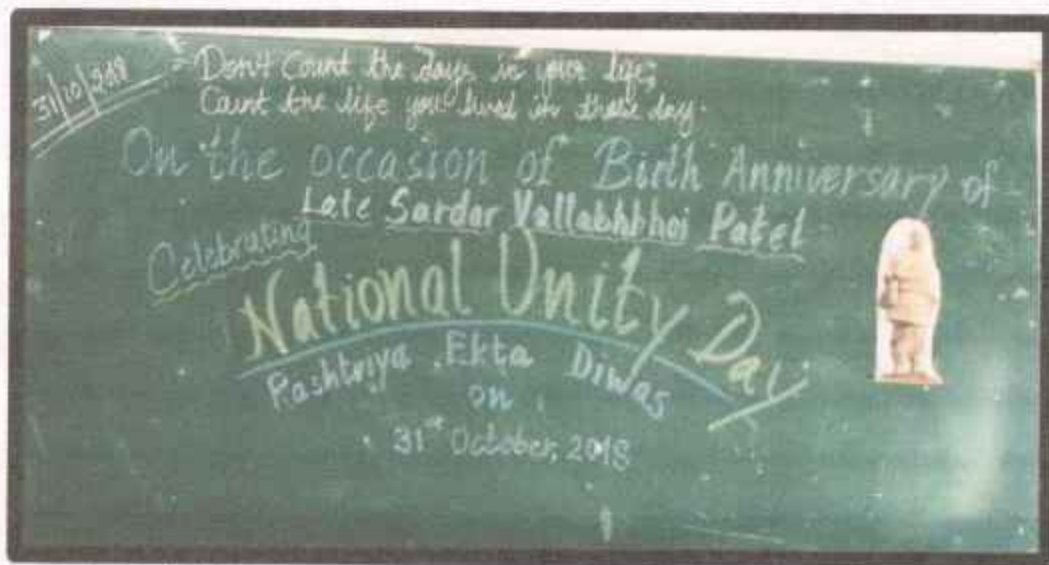 31/10/2018
Don't Count the days in your life;
Count the life you lived in those day.
On the occasion of Birth Anniversary of
Late Sardar Vallabhbhai Patel
Celebrating
National Unity Day
Rashtriya Ekta Diwas
on
31st October, 2018